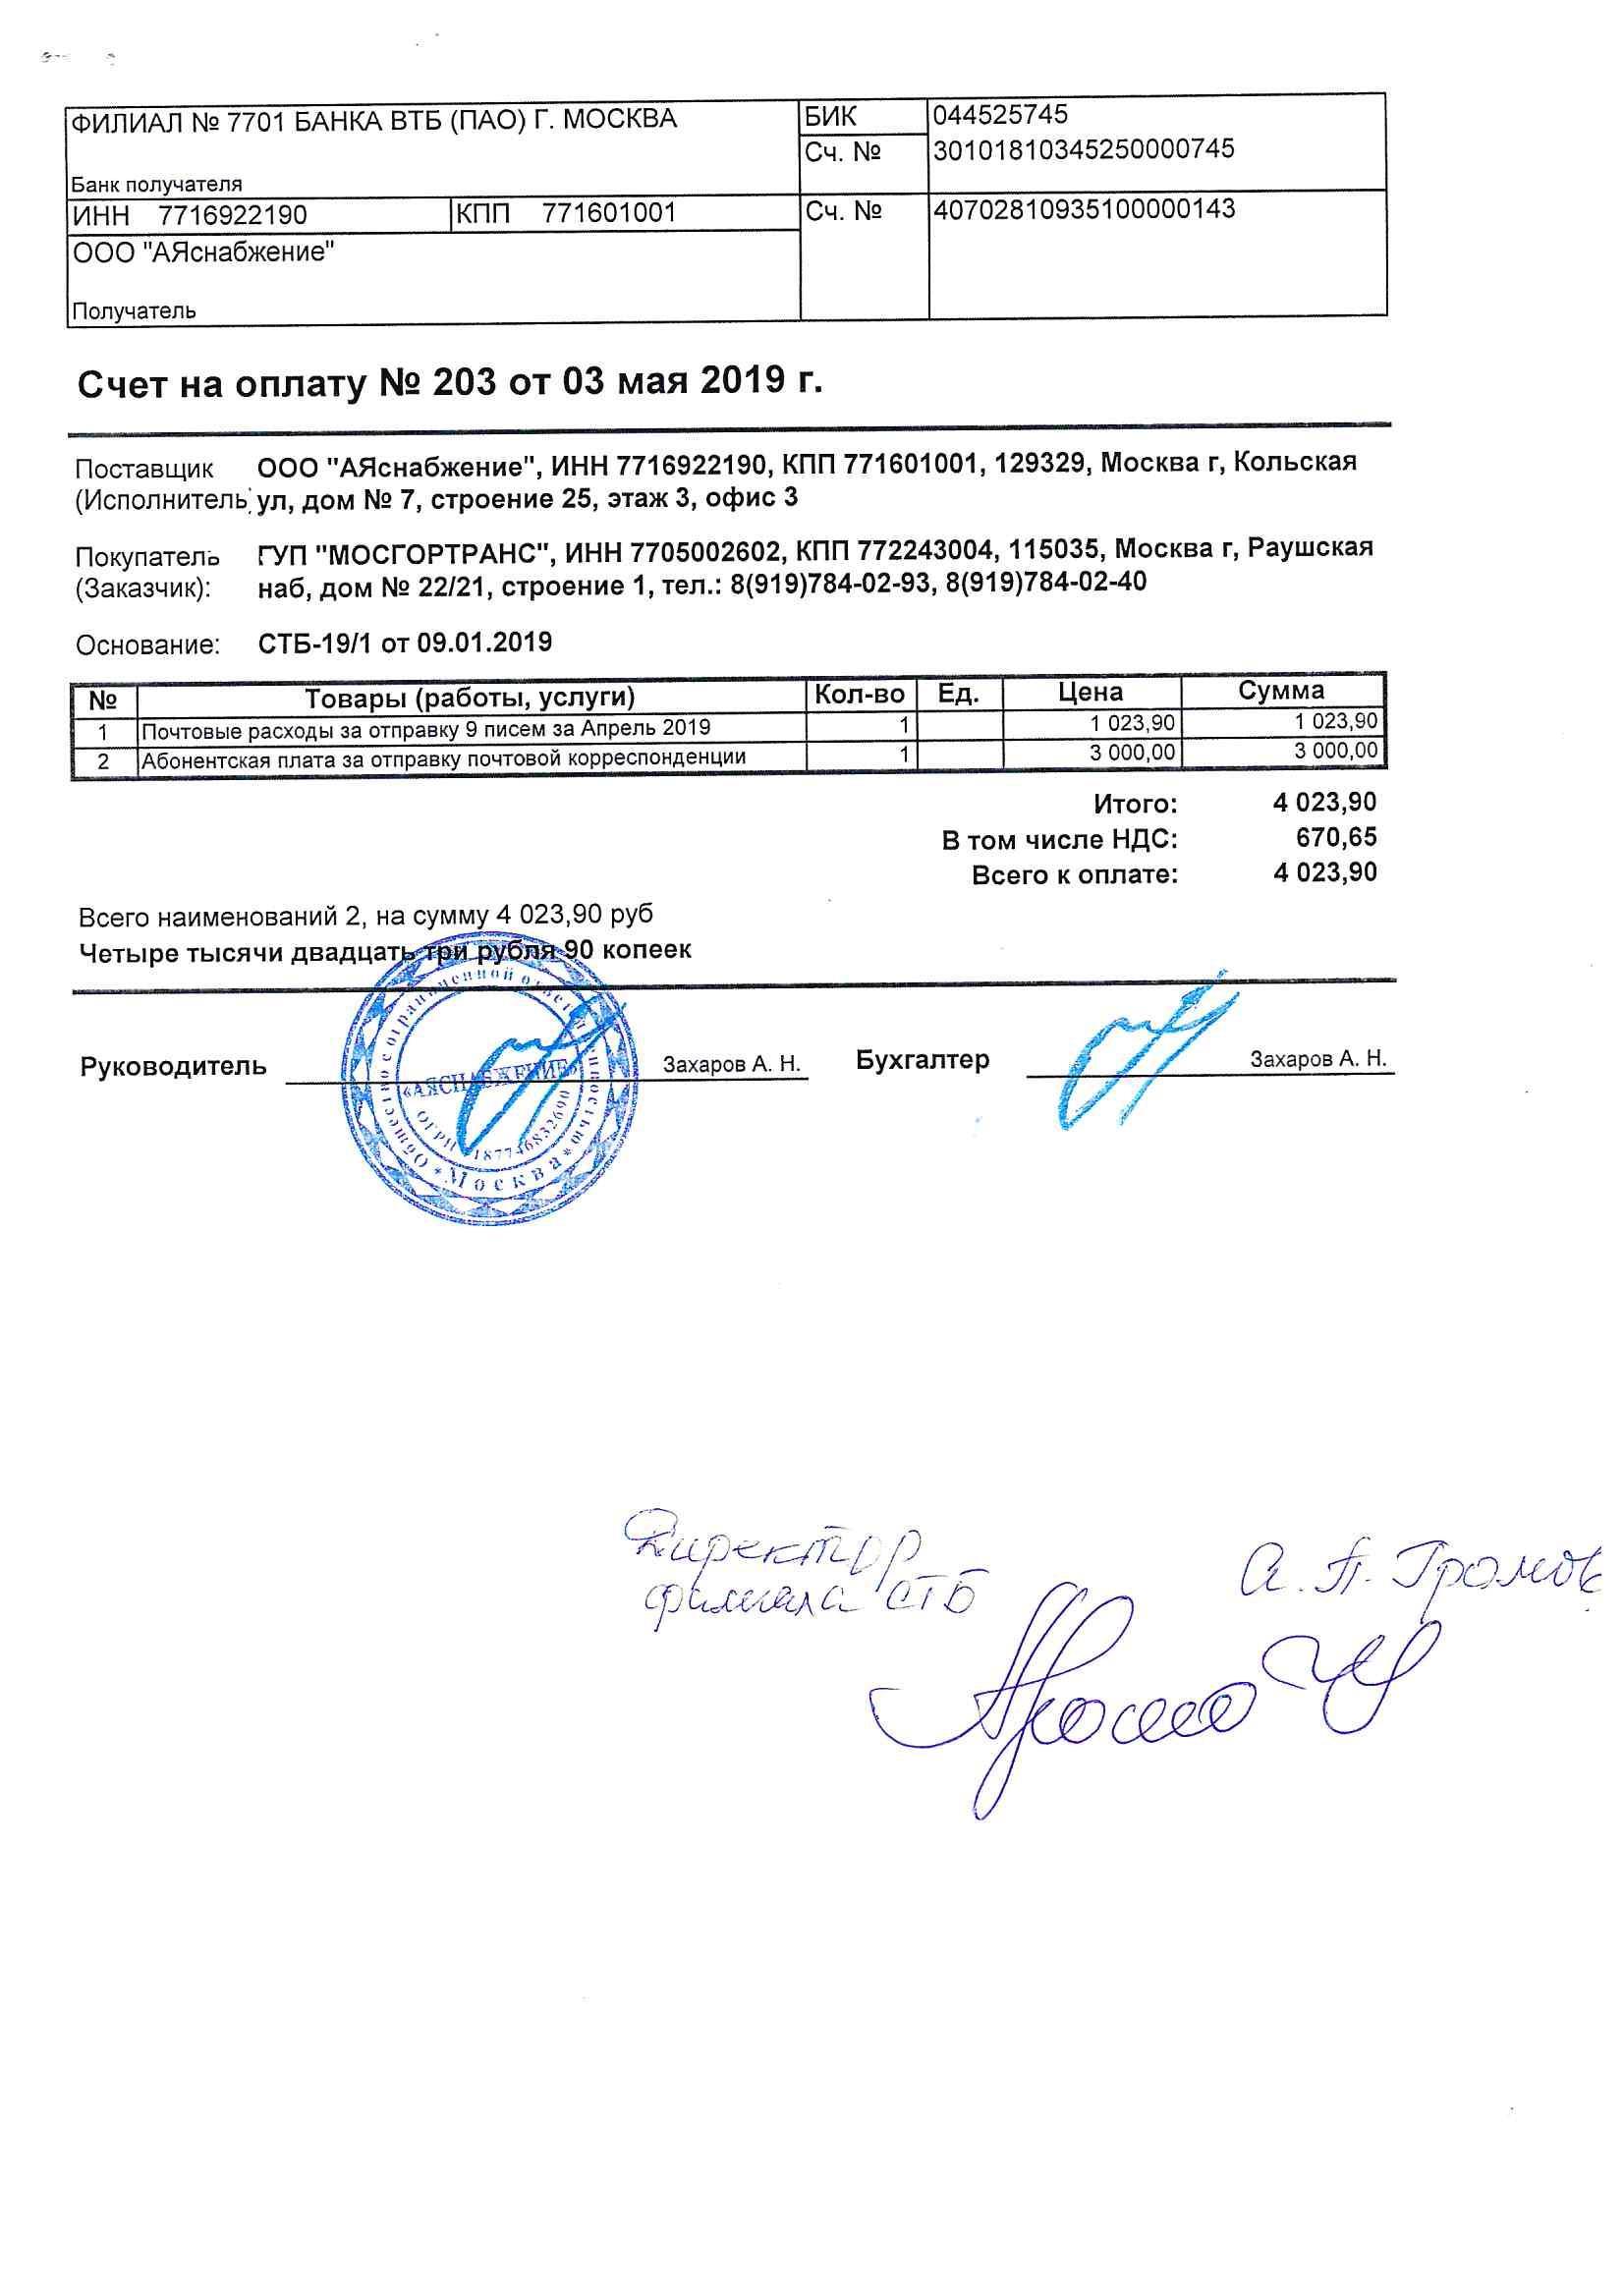 ФИЛИАЛ № 7701 БАНКА ВТБ (ПАО) Г. МОСКВА
БИК 044525745
Сч. № 30101810345250000745
Банк получателя
ИНН 7716922190 КПП 771601001 Сч. № 40702810935100000143
ООО "АЯснабжение"
Получатель
Счет на оплату № 203 от 03 мая 2019 г.
Поставщик ООО "АЯснабжение", ИНН 7716922190, КПП 771601001, 129329, Москва г, Кольская
(Исполнитель) ул, дом № 7, строение 25, этаж 3, офис 3
Покупатель ГУП "МОСГОРТРАНС", ИНН 7705002602, КПП 772243004, 115035, Москва г, Раушская
(Заказчик): наб, дом № 22/21, строение 1, тел.: 8(919)784-02-93, 8(919)784-02-40
Основание: СТБ-19/1 от 09.01.2019
№ Товары (работы, услуги) Кол-во Ед. Цена Сумма
1 Почтовые расходы за отправку 9 писем за Апрель 2019 1 1 023,90 1 023,90
2 Абонентская плата за отправку почтовой корреспонденции 1 3 000,00 3 000,00
Итого: 4 023,90
В том числе НДС: 670,65
Всего к оплате: 4 023,90
Всего наименований 2, на сумму 4 023,90 руб
Четыре тысячи двадцать три рубля 90 копеек
Руководитель Захаров А. Н. Бухгалтер Захаров А. Н.
Общество с ограниченной ответственностью
«АЯСНАБЖЕНИЕ»
ОГРН
*Москва*
Директор
филиала СТБ
А. П. Громов